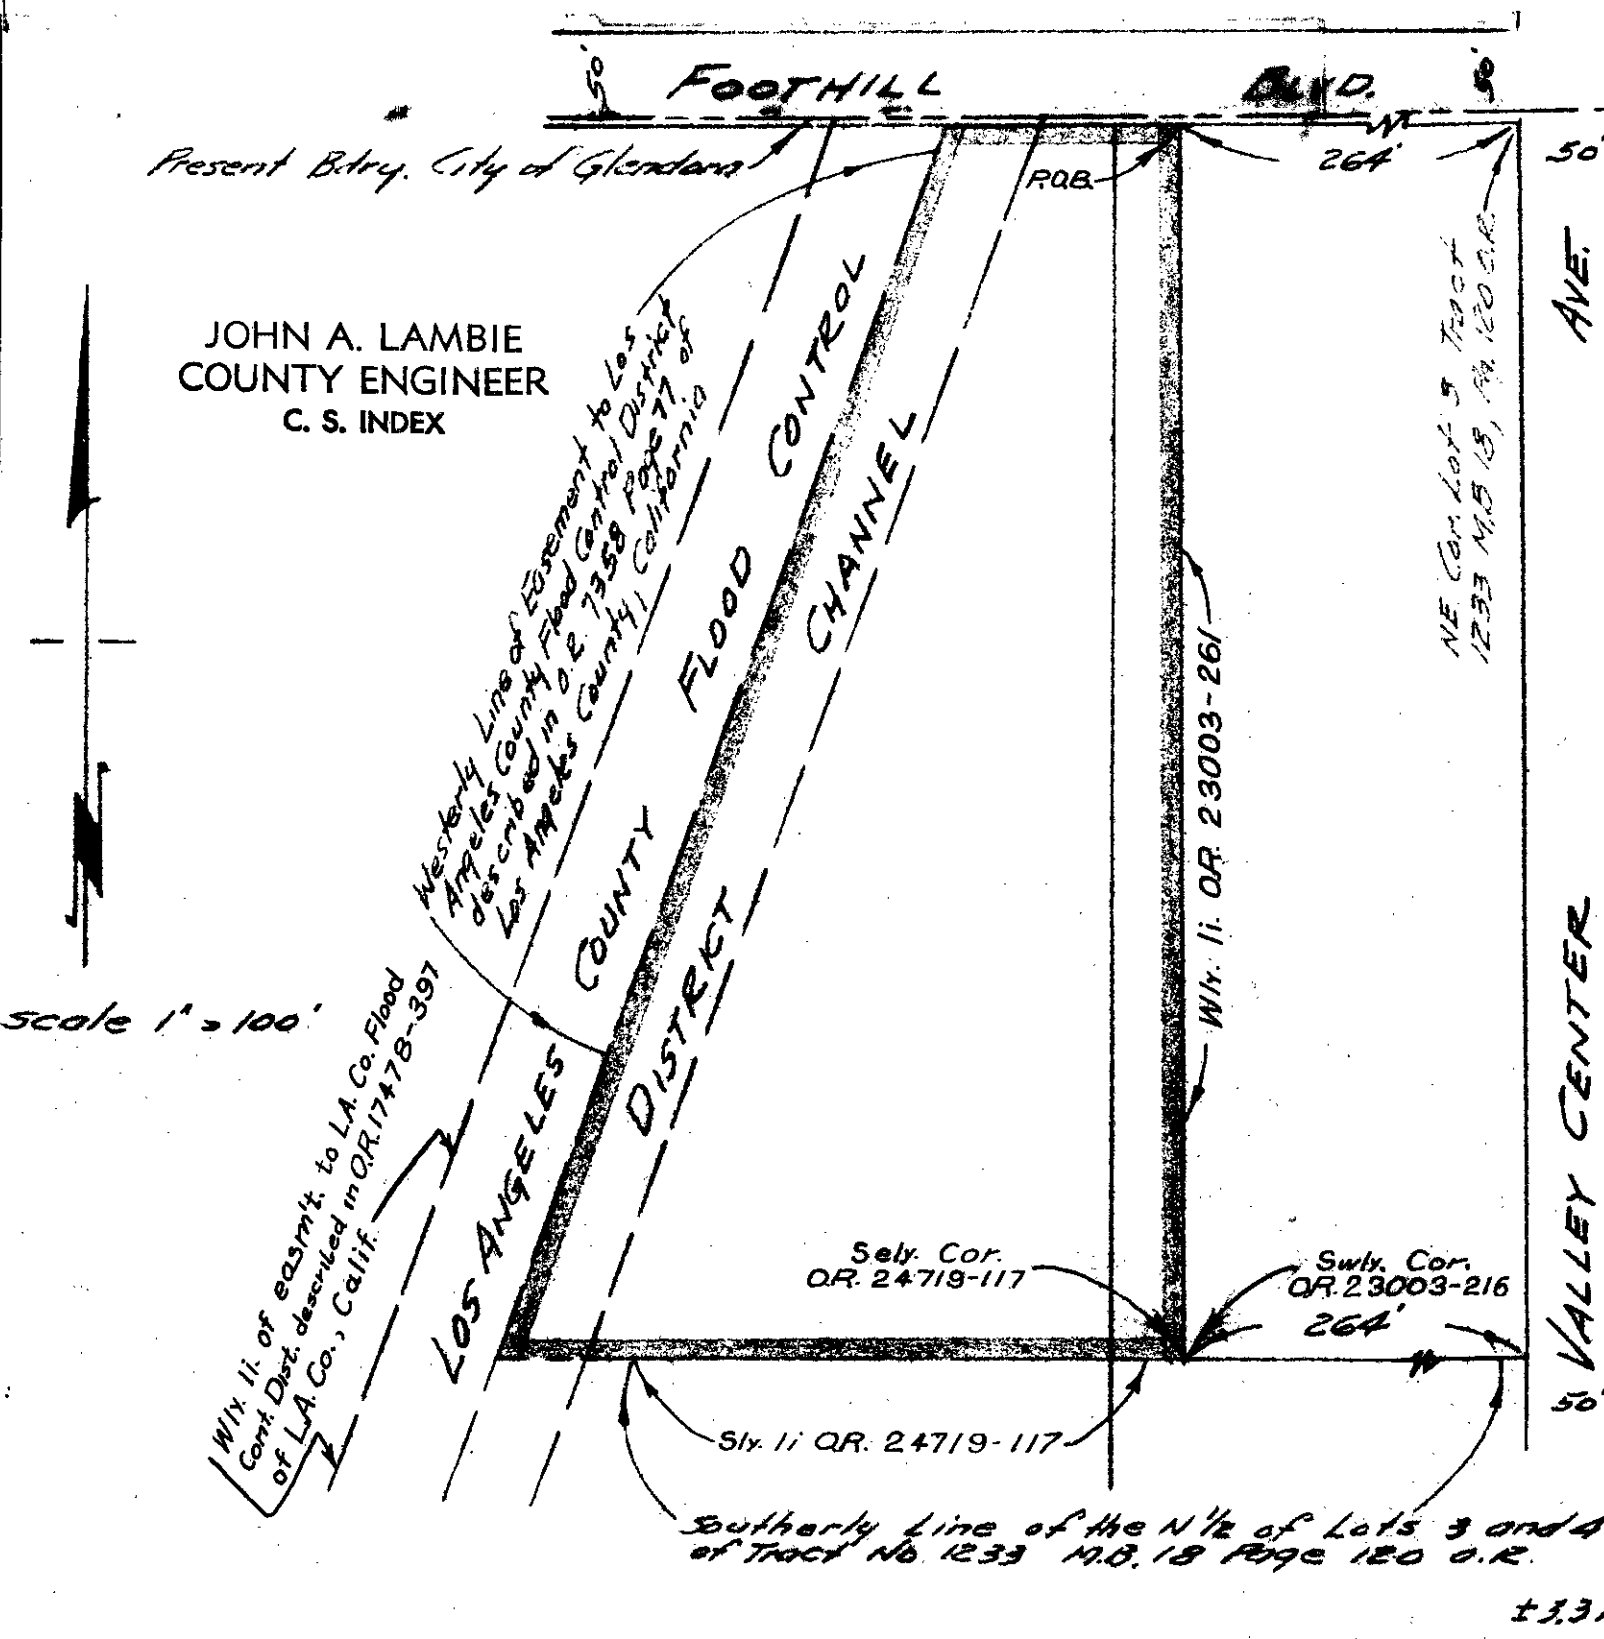 50'
FOOTHILL BLVD.
50'
Present Bdry. City of Glendora
P.O.B.
264'
50'
AVE.
NE Cor. Lot 3 Tract
1233 M.B 18, Pg. 120 O.R.
JOHN A. LAMBIE
COUNTY ENGINEER
C. S. INDEX
Westerly Line of Easement to Los
Angeles County Flood Control District
described in O.R. 7358 Page 77 of
Los Angeles County, California
LOS ANGELES COUNTY FLOOD CONTROL
DISTRICT CHANNEL
Wly. li. O.R. 23003-261
scale 1" = 100'
Wly. li. of easm't. to L.A. Co. Flood
Cont. Dist. described in O.R. 17478-397
of L.A. Co., Calif.
VALLEY CENTER
Sely. Cor.
O.R. 24719-117
Swly. Cor.
O.R. 23003-216
264'
50'
Sly. li O.R. 24719-117
Southerly Line of the N 1/2 of Lots 3 and 4
of Tract No. 1233 M.B. 18 Page 120 O.R.